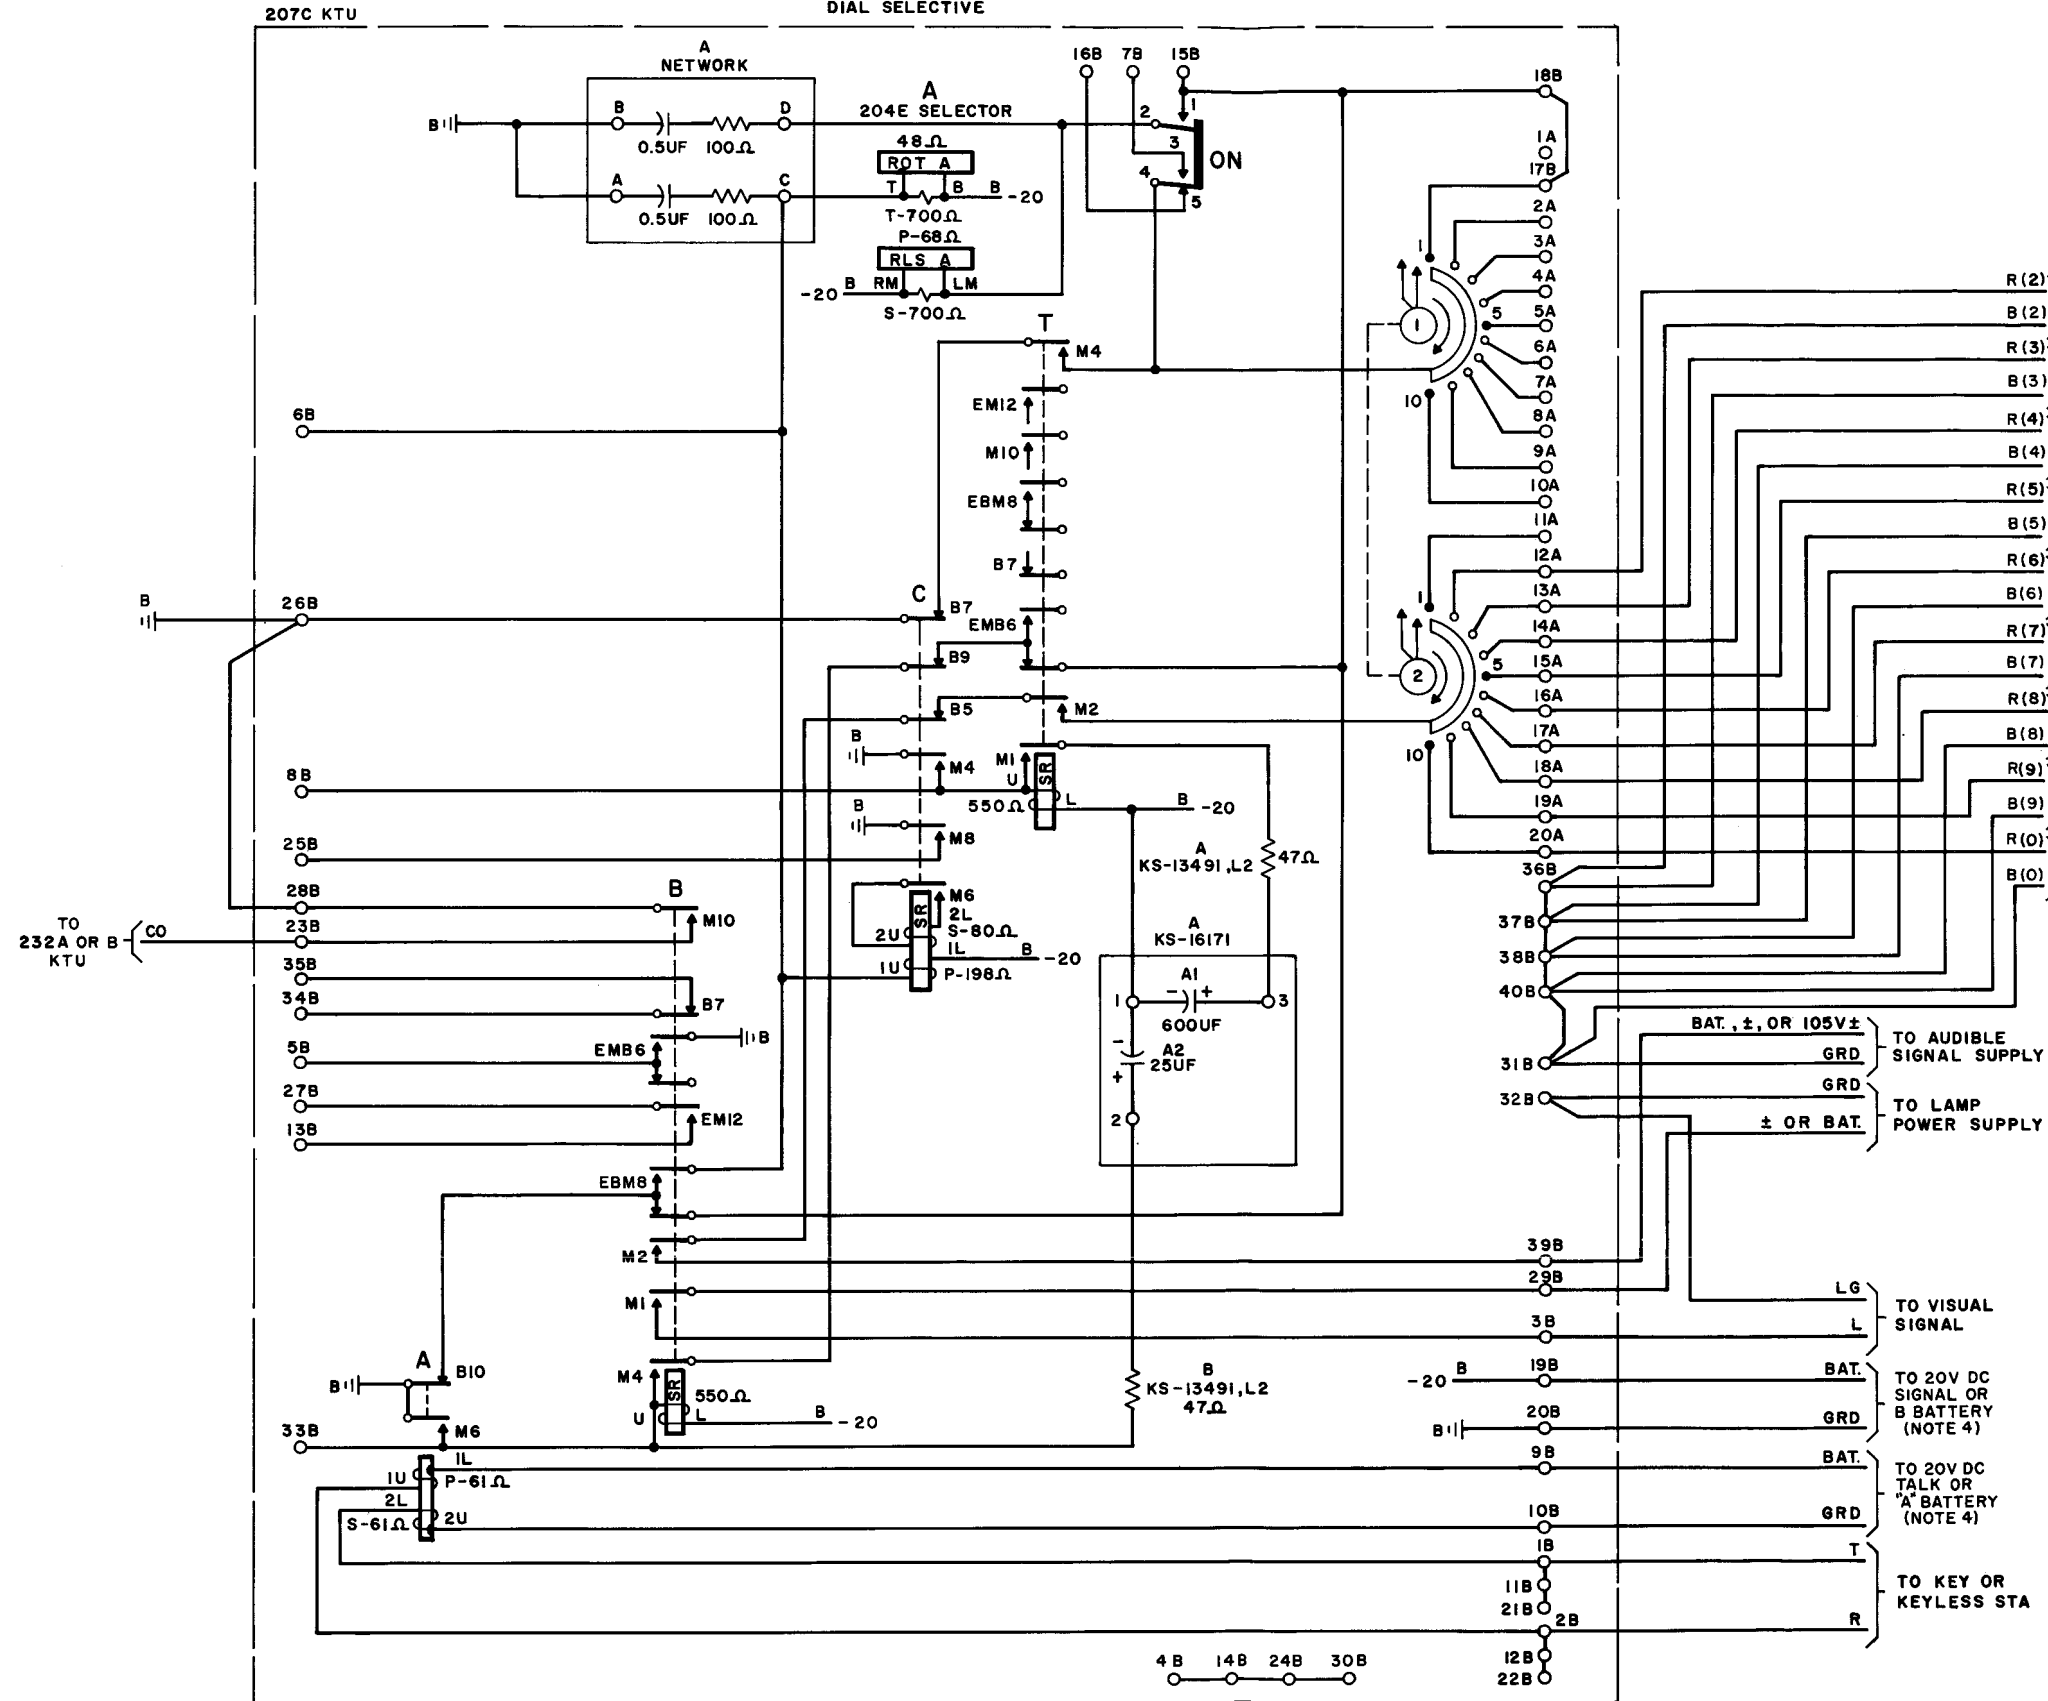 207C KTU
DIAL SELECTIVE
A
NETWORK
B
D
B
0.5UF
100Ω
A
C
0.5UF
100Ω
A
204E SELECTOR
48Ω
ROT A
T
B
B
-20
T-700Ω
P-68Ω
RLS A
-20
B
RM
LM
S-700Ω
16B
7B
15B
1
2
3
4
5
ON
18B
1A
17B
2A
3A
4A
5A
6A
7A
8A
9A
10A
11A
12A
13A
14A
15A
16A
17A
18A
19A
20A
36B
37B
38B
40B
31B
32B
1
5
10
1
1
5
10
2
R(2)
B(2)
R(3)
B(3)
R(4)
B(4)
R(5)
B(5)
R(6)
B(6)
R(7)
B(7)
R(8)
B(8)
R(9)
B(9)
R(0)
B(0)
T
M4
EM12
M10
EBM8
B7
EMB6
M2
M1
U
SR
550Ω
L
B
-20
6B
B
26B
8B
25B
28B
23B
35B
34B
5B
27B
13B
33B
TO
232A OR B
KTU
CO
C
B7
B9
B5
B
M4
B
M8
M6
SR
2L
S-80Ω
2U
1L
B
-20
1U
P-198Ω
A
KS-13491,L2
47Ω
A
KS-16171
A1
1
-
+
3
600UF
-
A2
25UF
+
2
B
KS-13491,L2
47Ω
B
M10
B7
B
EMB6
EM12
EBM8
M2
M1
M4
SR
550Ω
U
L
B
-20
A
B
B10
M6
1L
1U
P-61Ω
2L
S-61Ω
2U
BAT.,±,OR 105V±
GRD
TO AUDIBLE
SIGNAL SUPPLY
GRD
± OR BAT.
TO LAMP
POWER SUPPLY
39B
29B
LG
3B
L
TO VISUAL
SIGNAL
-20
B
19B
BAT.
B
20B
GRD
TO 20V DC
SIGNAL OR
B BATTERY
(NOTE 4)
9B
BAT.
10B
GRD
TO 20V DC
TALK OR
"A" BATTERY
(NOTE 4)
1B
T
11B
21B
2B
R
TO KEY OR
KEYLESS STA
12B
22B
4B 14B 24B 30B